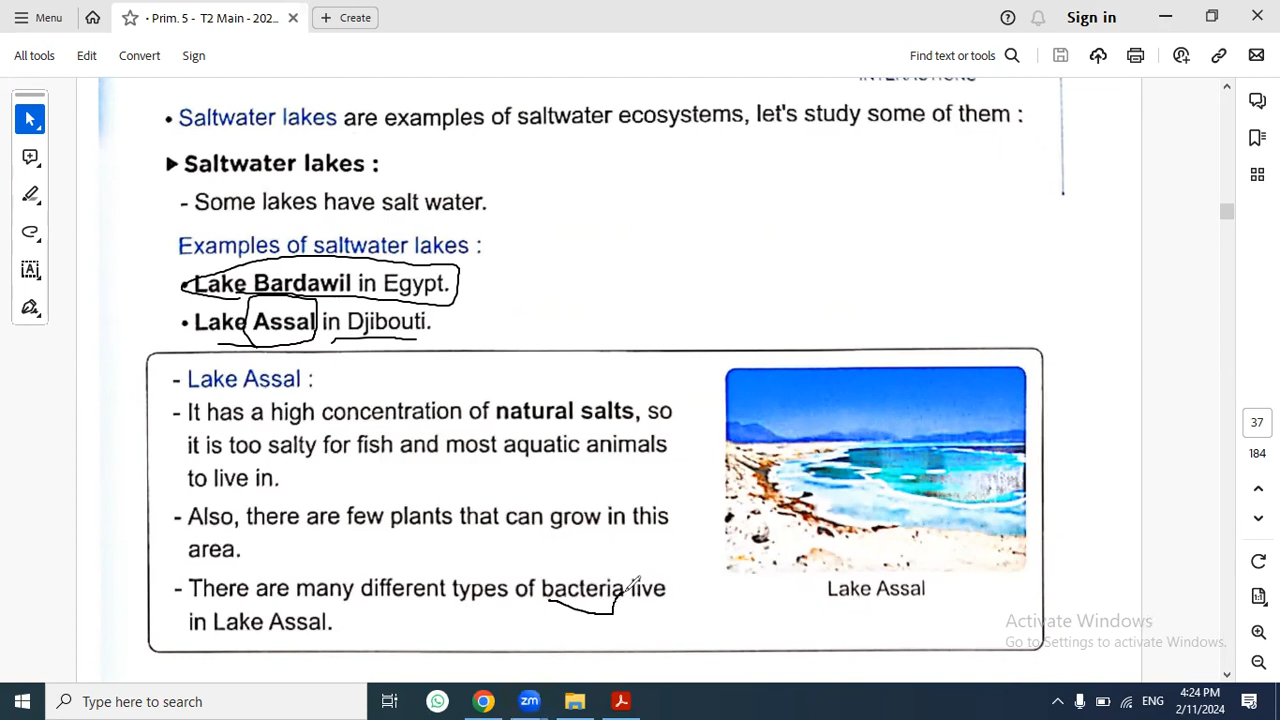 Menu
• Prim. 5 - T2 Main - 202...
Create
Sign in
All tools
Edit
Convert
Sign
Find text or tools
INTERACTIONS
• Saltwater lakes are examples of saltwater ecosystems, let's study some of them :
Saltwater lakes :
- Some lakes have salt water.
Examples of saltwater lakes :
• Lake Bardawil in Egypt.
• Lake Assal in Djibouti.
- Lake Assal :
- It has a high concentration of natural salts, so
it is too salty for fish and most aquatic animals
to live in.
- Also, there are few plants that can grow in this
area.
- There are many different types of bacteria live
in Lake Assal.
Lake Assal
37
184
Activate Windows
Go to Settings to activate Windows.
Type here to search
zm
ENG
4:24 PM
2/11/2024